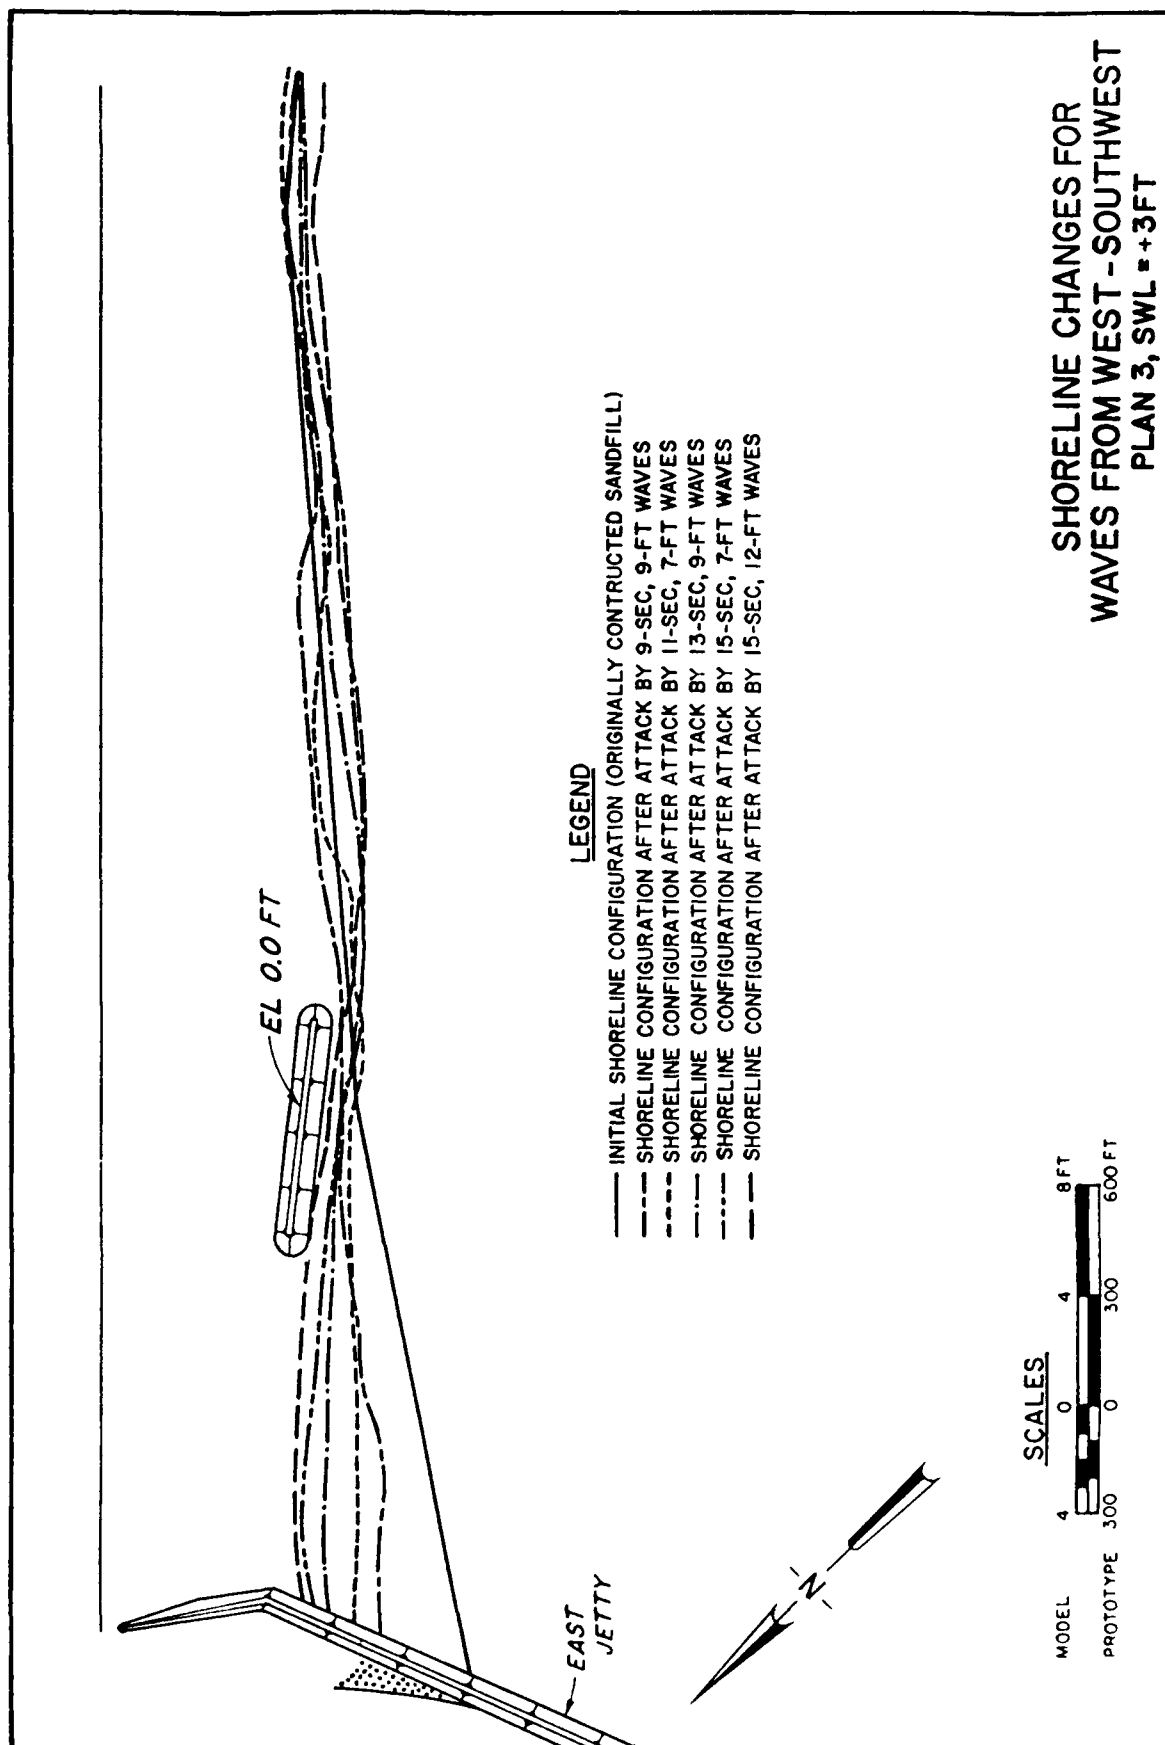 EL 0.0 FT
LEGEND
INITIAL SHORELINE CONFIGURATION (ORIGINALLY CONTRUCTED SANDFILL)
SHORELINE CONFIGURATION AFTER ATTACK BY 9-SEC, 9-FT WAVES
SHORELINE CONFIGURATION AFTER ATTACK BY 11-SEC, 7-FT WAVES
SHORELINE CONFIGURATION AFTER ATTACK BY 13-SEC, 9-FT WAVES
SHORELINE CONFIGURATION AFTER ATTACK BY 15-SEC, 7-FT WAVES
SHORELINE CONFIGURATION AFTER ATTACK BY 15-SEC, 12-FT WAVES
EAST
JETTY
N
SCALES
MODEL 4 0 4 8 FT
PROTOTYPE 300 0 300 600 FT
SHORELINE CHANGES FOR
WAVES FROM WEST-SOUTHWEST
PLAN 3, SWL = +3FT